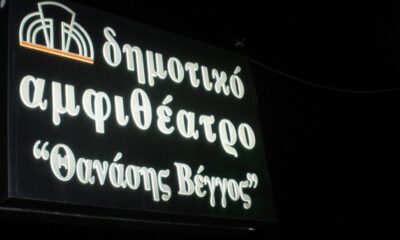 δημοτικό
αμφιθέατρο
“Θανάσης Βέγγος”